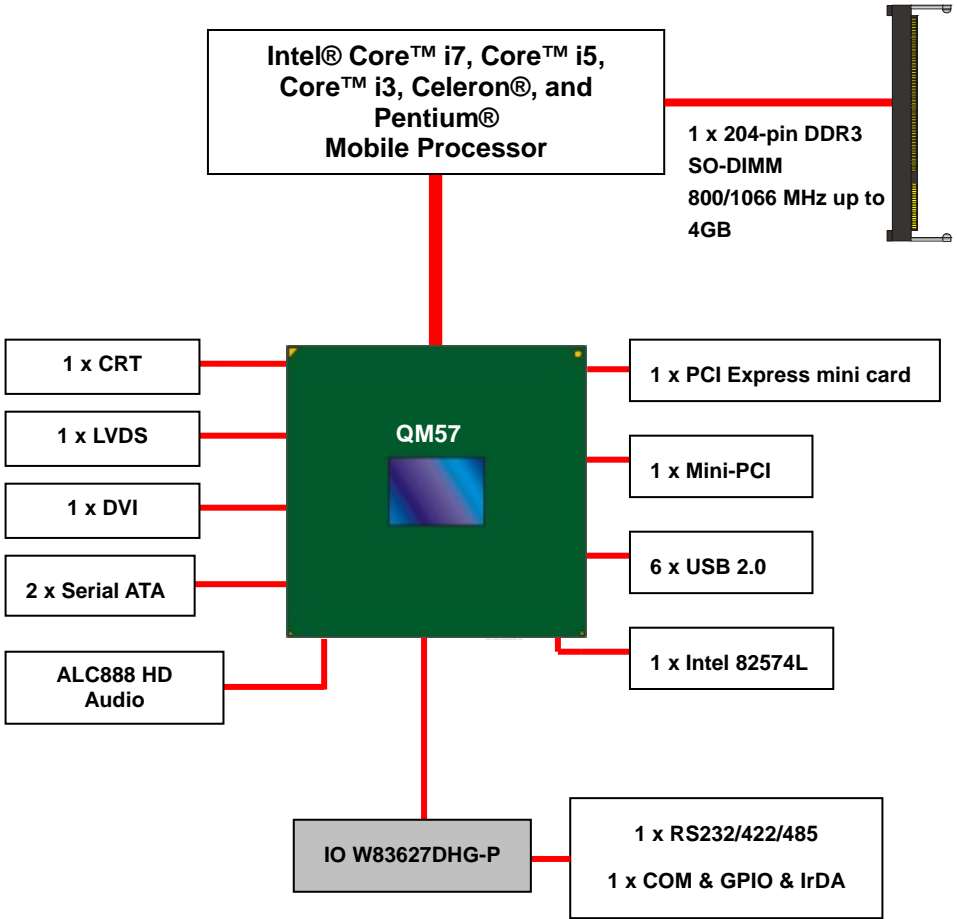 Intel® Core™ i7, Core™ i5,
Core™ i3, Celeron®, and
Pentium®
Mobile Processor
1 x 204-pin DDR3
SO-DIMM
800/1066 MHz up to
4GB
1 x CRT
1 x LVDS
1 x DVI
2 x Serial ATA
ALC888 HD
Audio
QM57
1 x PCI Express mini card
1 x Mini-PCI
6 x USB 2.0
1 x Intel 82574L
IO W83627DHG-P
1 x RS232/422/485
1 x COM & GPIO & IrDA